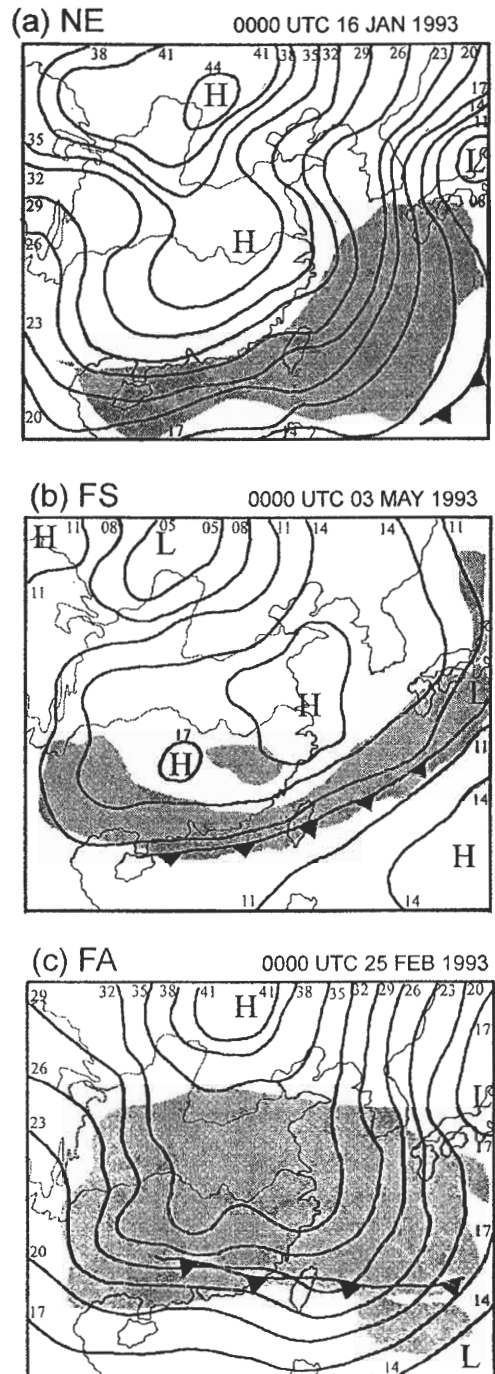 (a) NE 0000 UTC 16 JAN 1993
38 41 41 38 35 32 29 26 23 20
44
H
17
14
11
35
L
32
08
29
H
26
23
20
17 14
(b) FS 0000 UTC 03 MAY 1993
H 11 08 05 L 05 08 11 14 14 11
11
L
H
17
H
11
14
H
11 14
(c) FA 0000 UTC 25 FEB 1993
29 32 35 38 41 H 41 38 35 32 29 26 23 20
17
26
L
23
17
20
17
17
14
L
14